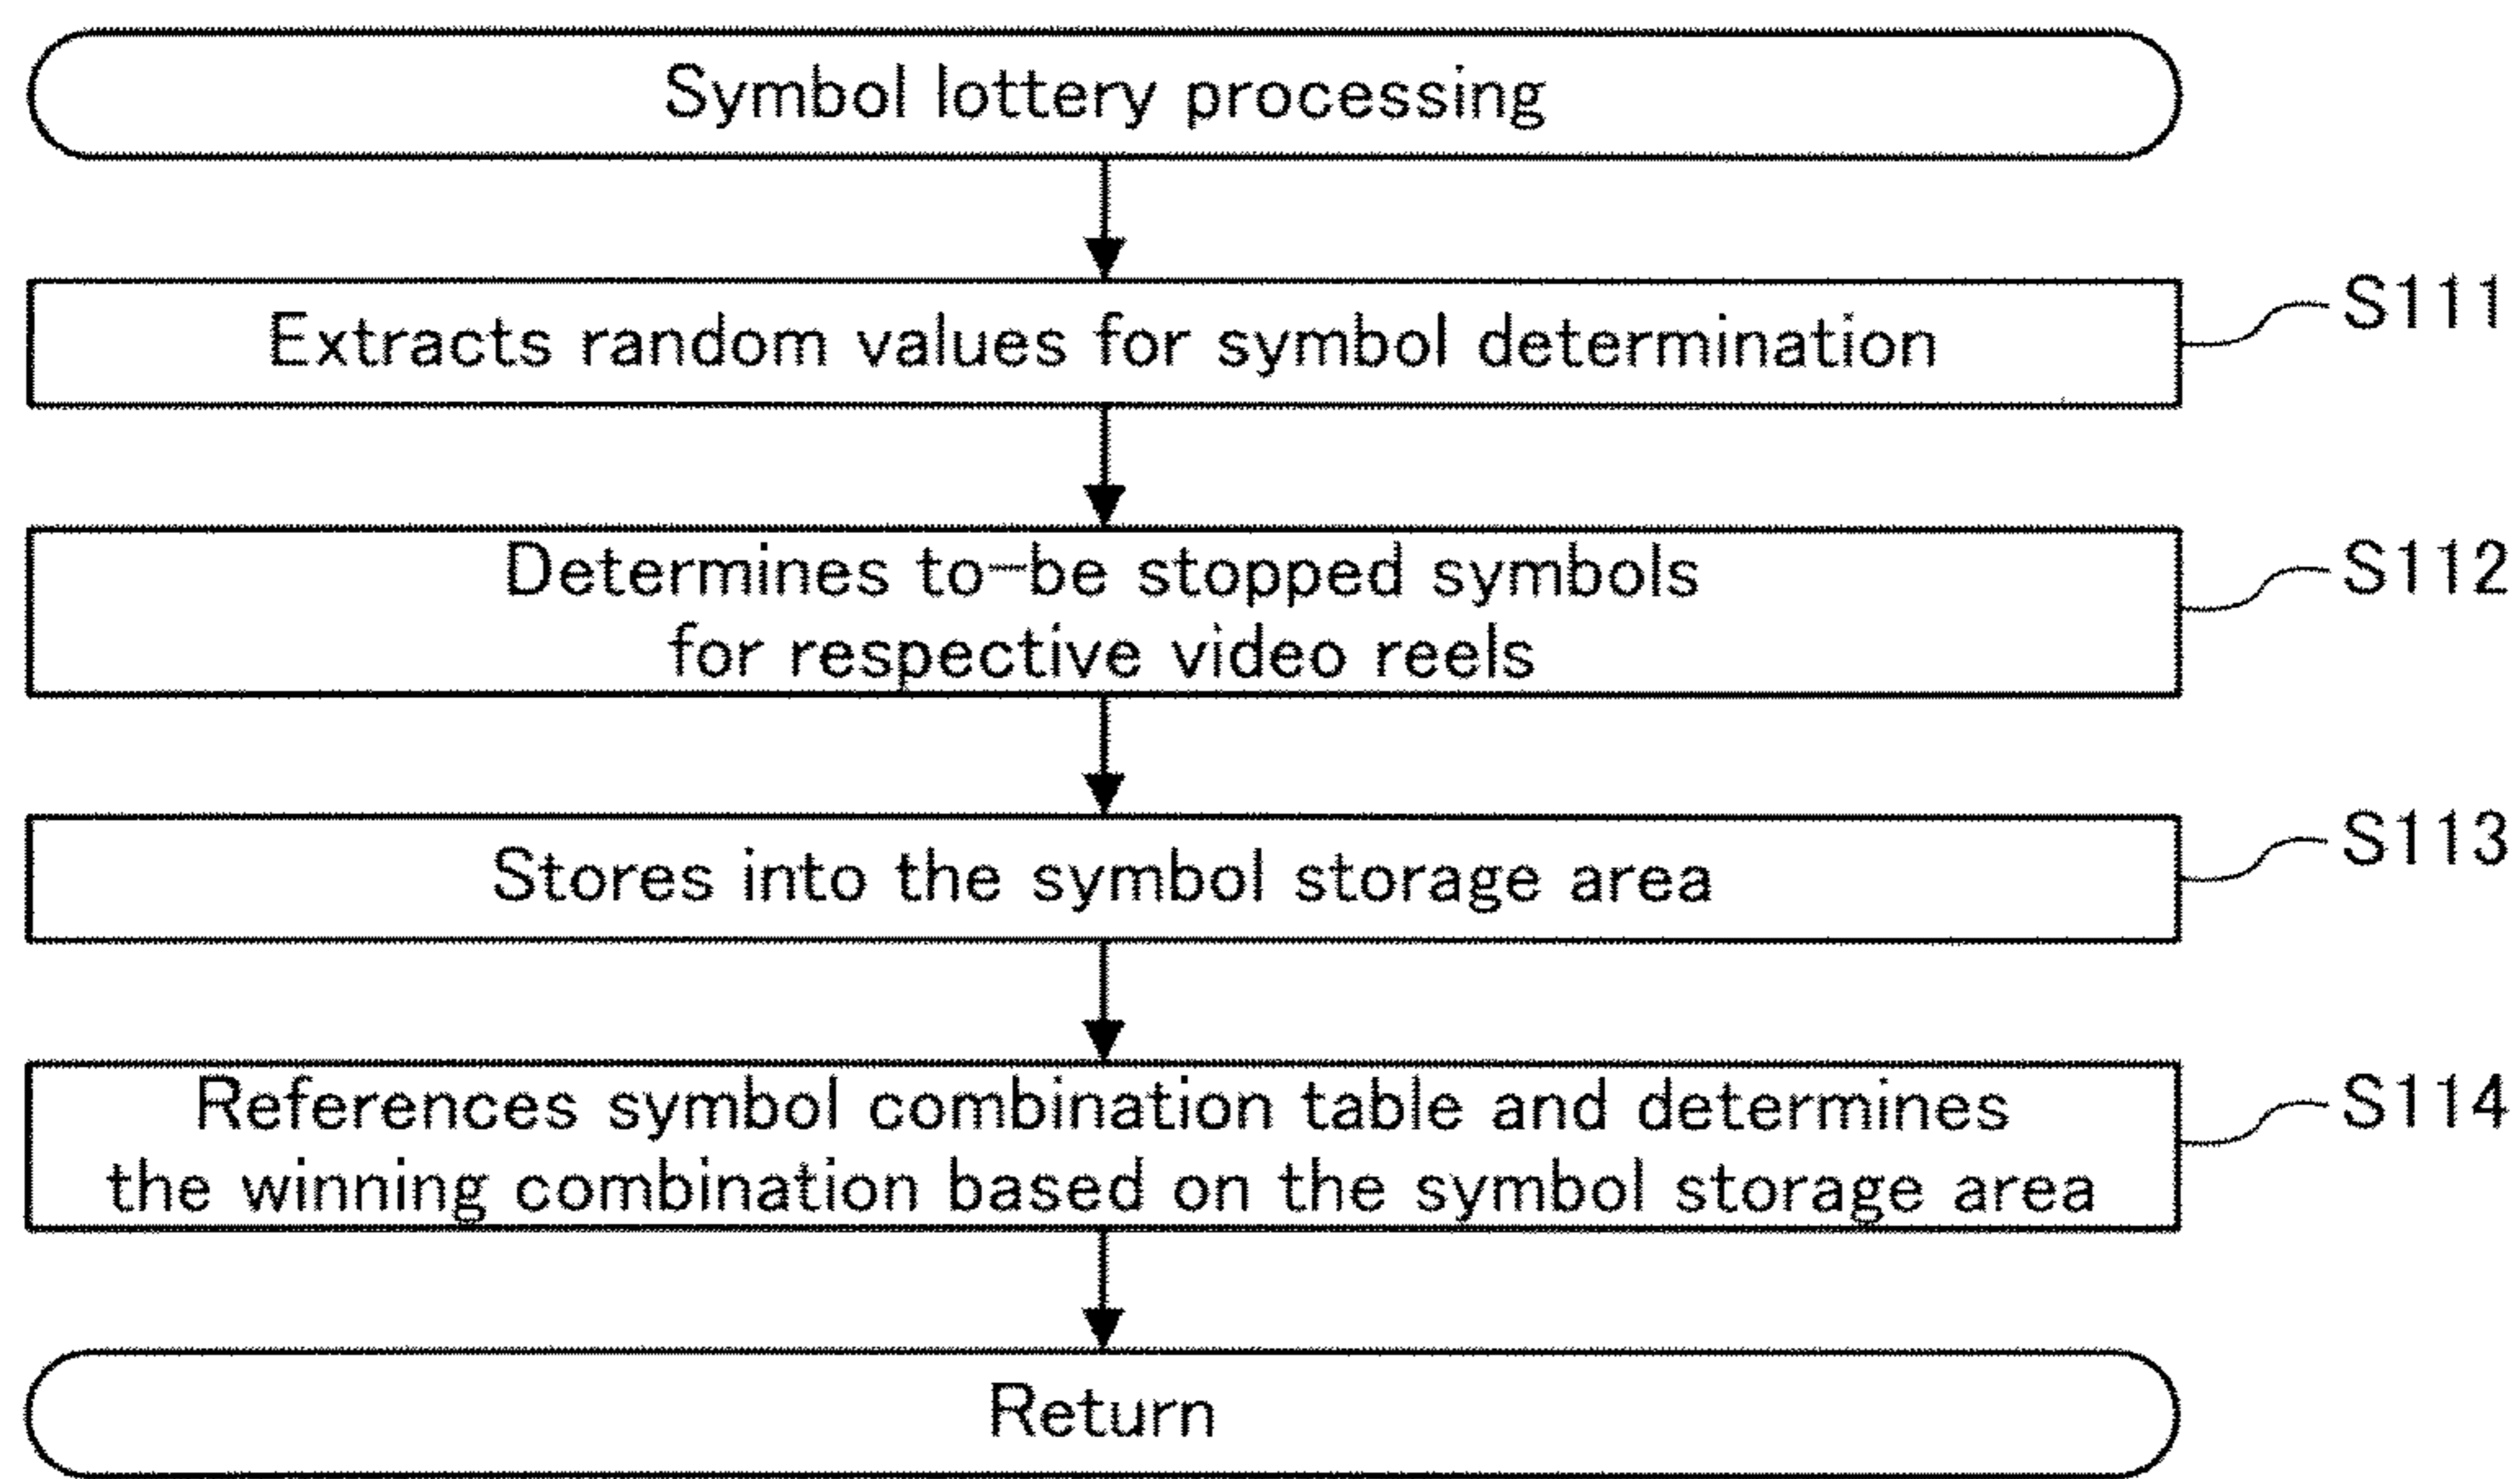 Symbol lottery processing
Extracts random values for symbol determination
S111
Determines to-be stopped symbols
for respective video reels
S112
Stores into the symbol storage area
S113
References symbol combination table and determines
the winning combination based on the symbol storage area
S114
Return